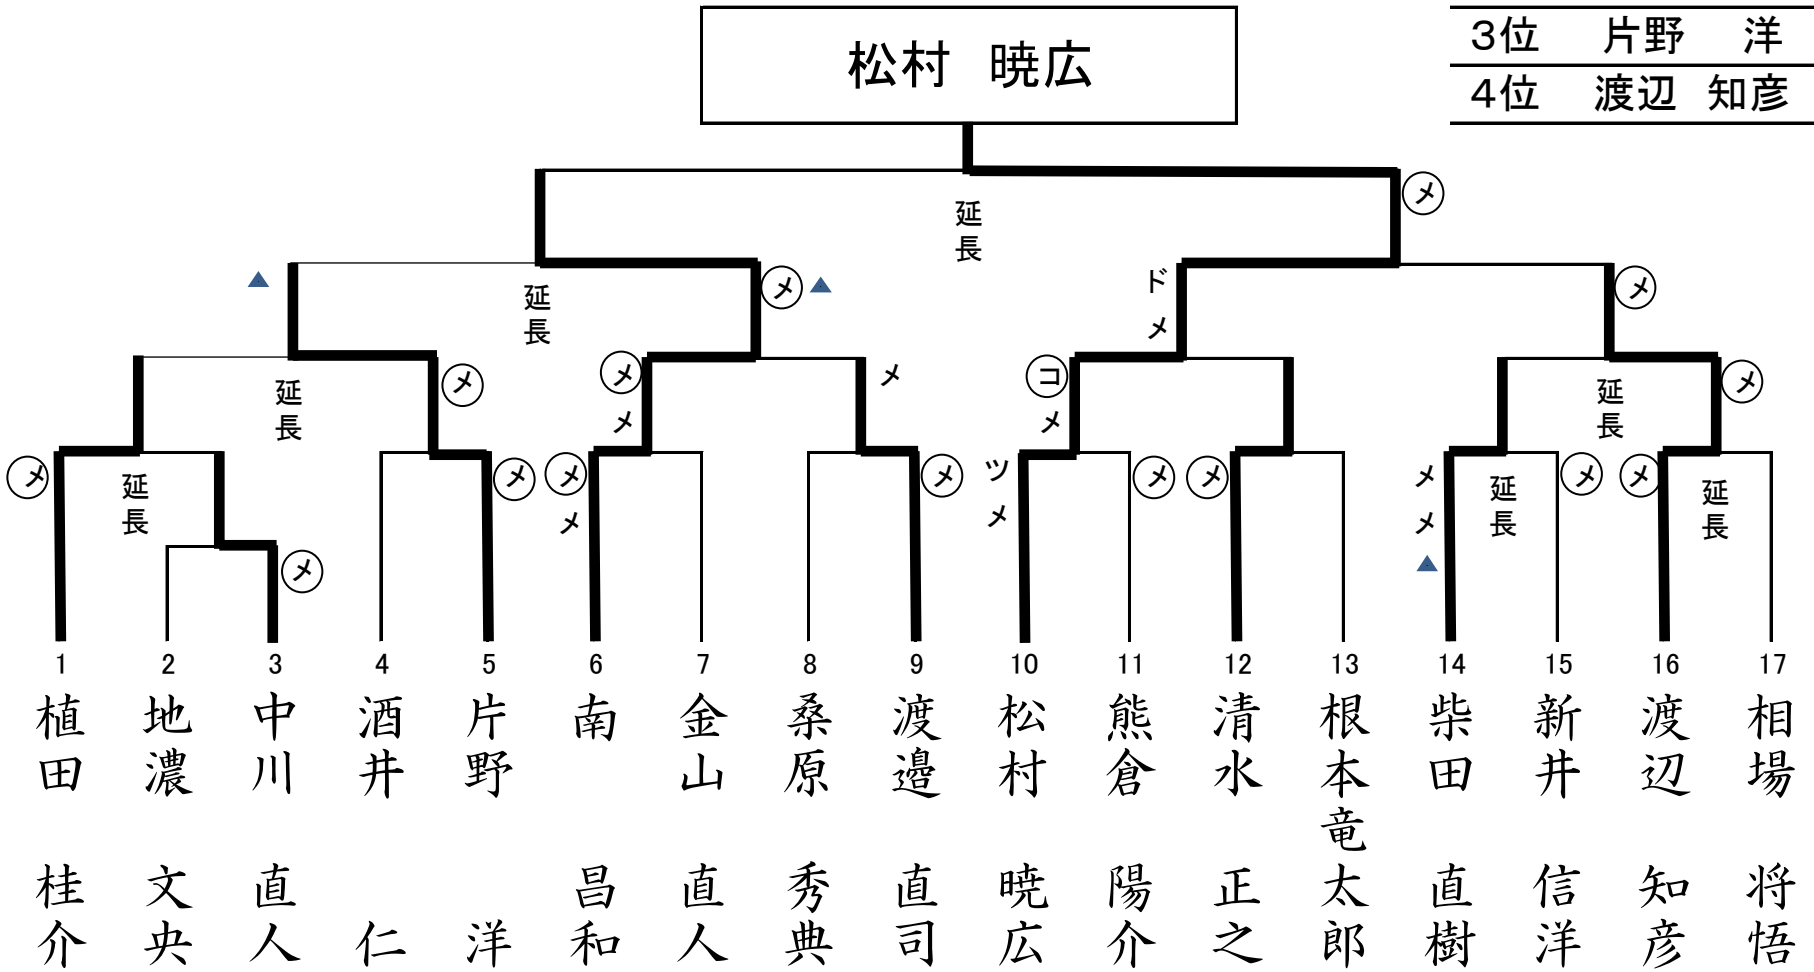 松村 暁広
3位 片野 洋
4位 渡辺 知彦
メ
延長
▲
メ ▲
ド
メ
メ
延長
メ
延長
メ
メ
メ
コ
メ
延長
メ
メ
延長
メ
メ
メ
メ
ツ
メ
メ
メ
メ
メ
▲
延長
メ
メ
延長
メ
1 2 3 4 5 6 7 8 9 10 11 12 13 14 15 16 17
植田 桂介
地濃 文央
中川 直人
酒井 仁
片野 洋
南 昌和
金山 直人
桑原 秀典
渡邉 直司
松村 暁広
熊倉 陽介
清水 正之
根本竜太郎
柴田 直樹
新井 信洋
渡辺 知彦
相場 将悟